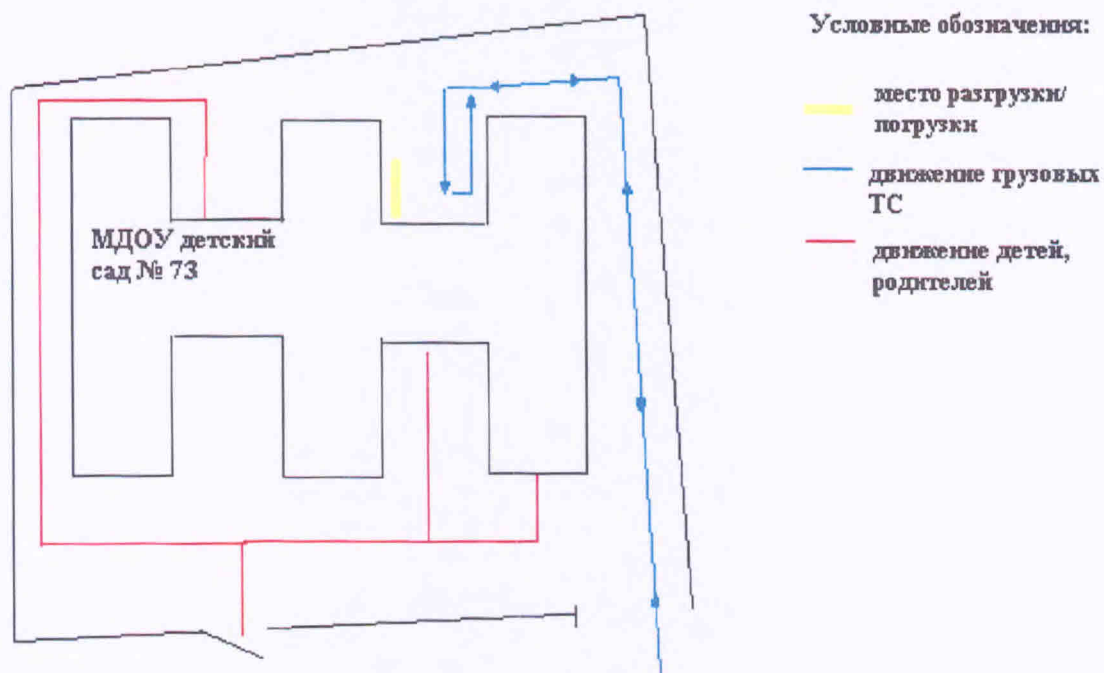 Условные обозначения:
место разгрузки/
погрузки
движение грузовых
ТС
движение детей,
родителей
МДОУ детский
сад № 73